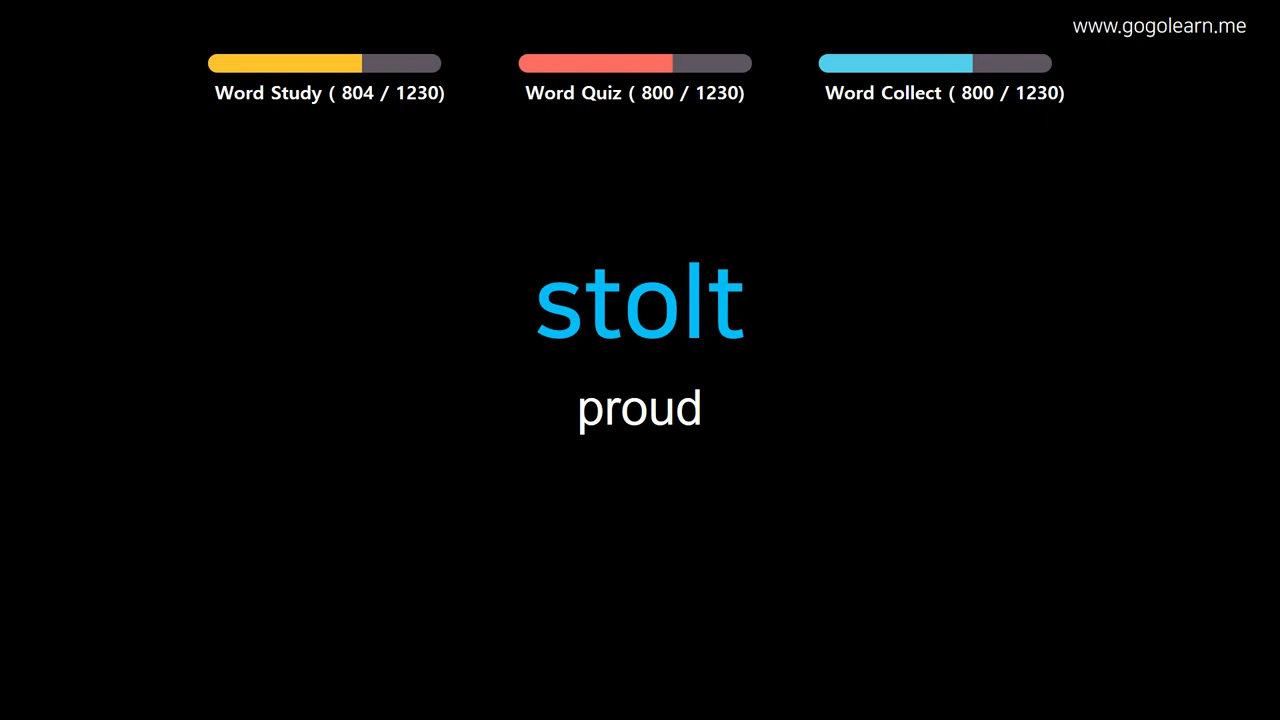 www.gogolearn.me
Word Study ( 804 / 1230)
Word Quiz ( 800 / 1230)
Word Collect ( 800 / 1230)
stolt
proud